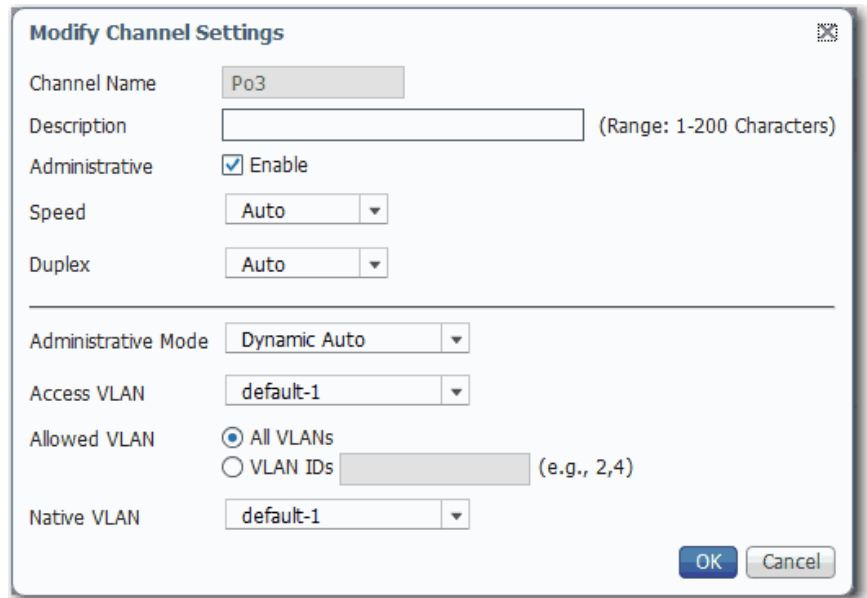 Modify Channel Settings
Channel Name Po3
Description (Range: 1-200 Characters)
Administrative Enable
Speed Auto
Duplex Auto
Administrative Mode Dynamic Auto
Access VLAN default-1
Allowed VLAN All VLANs
VLAN IDs (e.g., 2,4)
Native VLAN default-1
OK Cancel